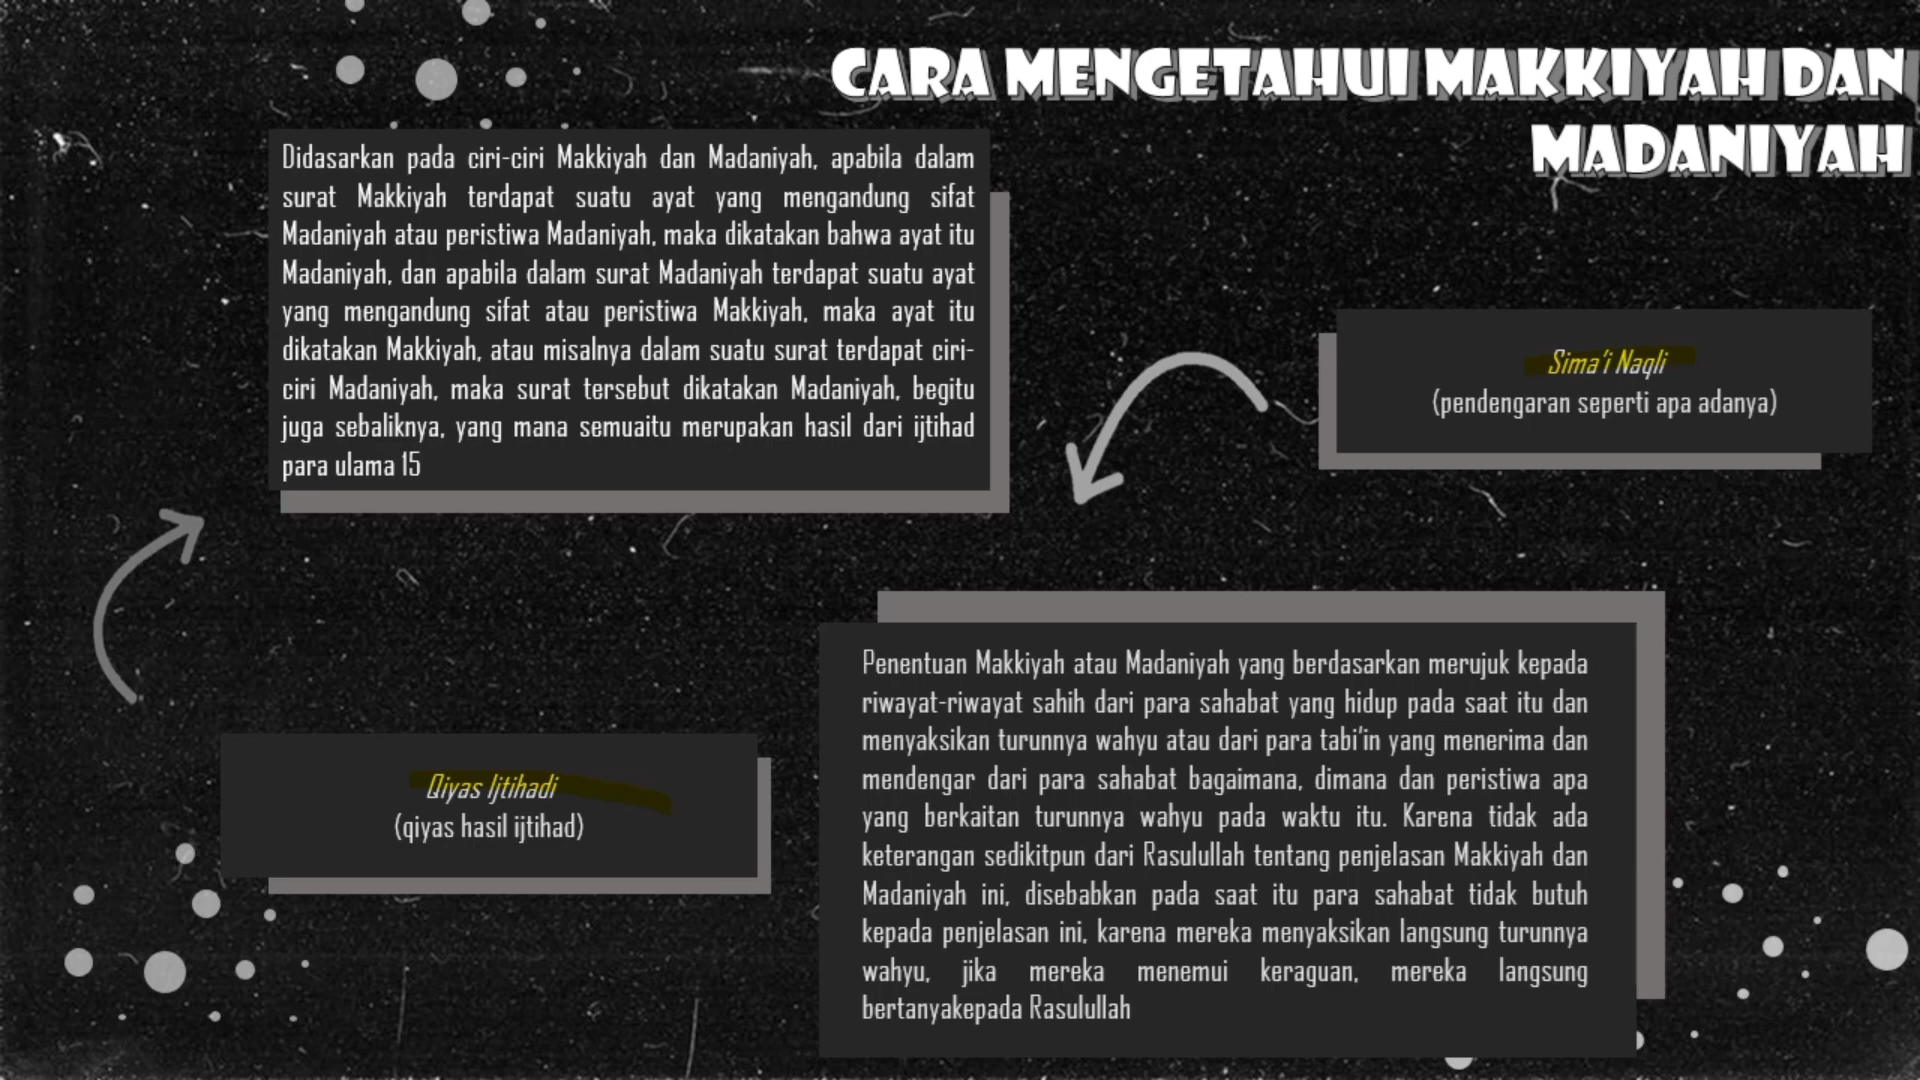 CARA MENGETAHUI MAKKIYAH DAN
MADANIYAH
Didasarkan pada ciri-ciri Makkiyah dan Madaniyah, apabila dalam
surat Makkiyah terdapat suatu ayat yang mengandung sifat
Madaniyah atau peristiwa Madaniyah, maka dikatakan bahwa ayat itu
Madaniyah, dan apabila dalam surat Madaniyah terdapat suatu ayat
yang mengandung sifat atau peristiwa Makkiyah, maka ayat itu
dikatakan Makkiyah, atau misalnya dalam suatu surat terdapat ciri-
ciri Madaniyah, maka surat tersebut dikatakan Madaniyah, begitu
juga sebaliknya, yang mana semuaitu merupakan hasil dari ijtihad
para ulama 15
Sima'i Naqli
(pendengaran seperti apa adanya)
Qiyas Ijtihadi
(qiyas hasil ijtihad)
Penentuan Makkiyah atau Madaniyah yang berdasarkan merujuk kepada
riwayat-riwayat sahih dari para sahabat yang hidup pada saat itu dan
menyaksikan turunnya wahyu atau dari para tabi'in yang menerima dan
mendengar dari para sahabat bagaimana, dimana dan peristiwa apa
yang berkaitan turunnya wahyu pada waktu itu. Karena tidak ada
keterangan sedikitpun dari Rasulullah tentang penjelasan Makkiyah dan
Madaniyah ini, disebabkan pada saat itu para sahabat tidak butuh
kepada penjelasan ini, karena mereka menyaksikan langsung turunnya
wahyu, jika mereka menemui keraguan, mereka langsung
bertanyakepada Rasulullah